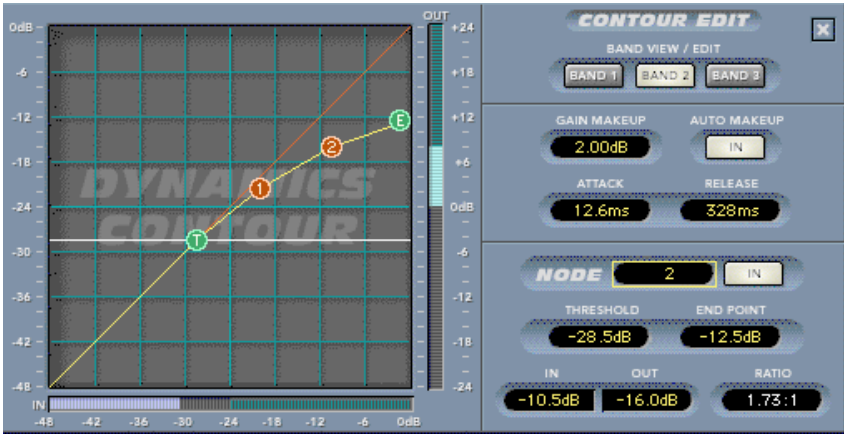 OUT
0dB
-6
-12
-18
-24
-30
-36
-42
-48
DYNAMICS
CONTOUR
T
1
2
E
+24
+18
+12
+6
0dB
-6
-12
-18
-24
IN
-48
-42
-36
-30
-24
-18
-12
-6
0dB
CONTOUR EDIT
X
BAND VIEW / EDIT
BAND 1 BAND 2 BAND 3
GAIN MAKEUP AUTO MAKEUP
2.00dB IN
ATTACK RELEASE
12.6ms 328ms
NODE 2 IN
THRESHOLD END POINT
-28.5dB -12.5dB
IN OUT RATIO
-10.5dB -16.0dB 1.73:1